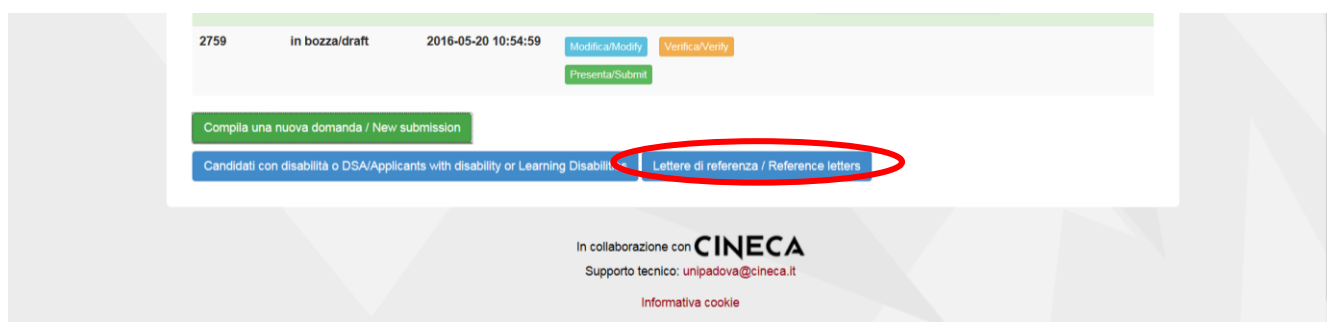 2759 in bozza/draft 2016-05-20 10:54:59 Modifica/Modify Verifica/Verify
Presenta/Submit
Compila una nuova domanda / New submission
Candidati con disabilità o DSA/Applicants with disability or Learning Disabilities Lettere di referenza / Reference letters
In collaborazione con CINECA
Supporto tecnico: unipadova@cineca.it
Informativa cookie